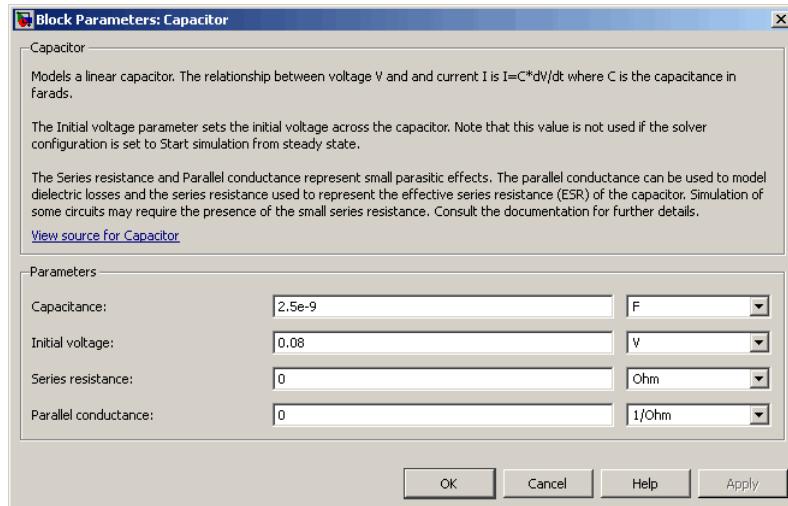 Block Parameters: Capacitor
Capacitor
Models a linear capacitor. The relationship between voltage V and and current I is I=C*dV/dt where C is the capacitance in
farads.
The Initial voltage parameter sets the initial voltage across the capacitor. Note that this value is not used if the solver
configuration is set to Start simulation from steady state.
The Series resistance and Parallel conductance represent small parasitic effects. The parallel conductance can be used to model
dielectric losses and the series resistance used to represent the effective series resistance (ESR) of the capacitor. Simulation of
some circuits may require the presence of the small series resistance. Consult the documentation for further details.
View source for Capacitor
Parameters
Capacitance: 2.5e-9 F
Initial voltage: 0.08 V
Series resistance: 0 Ohm
Parallel conductance: 0 1/Ohm
OK Cancel Help Apply